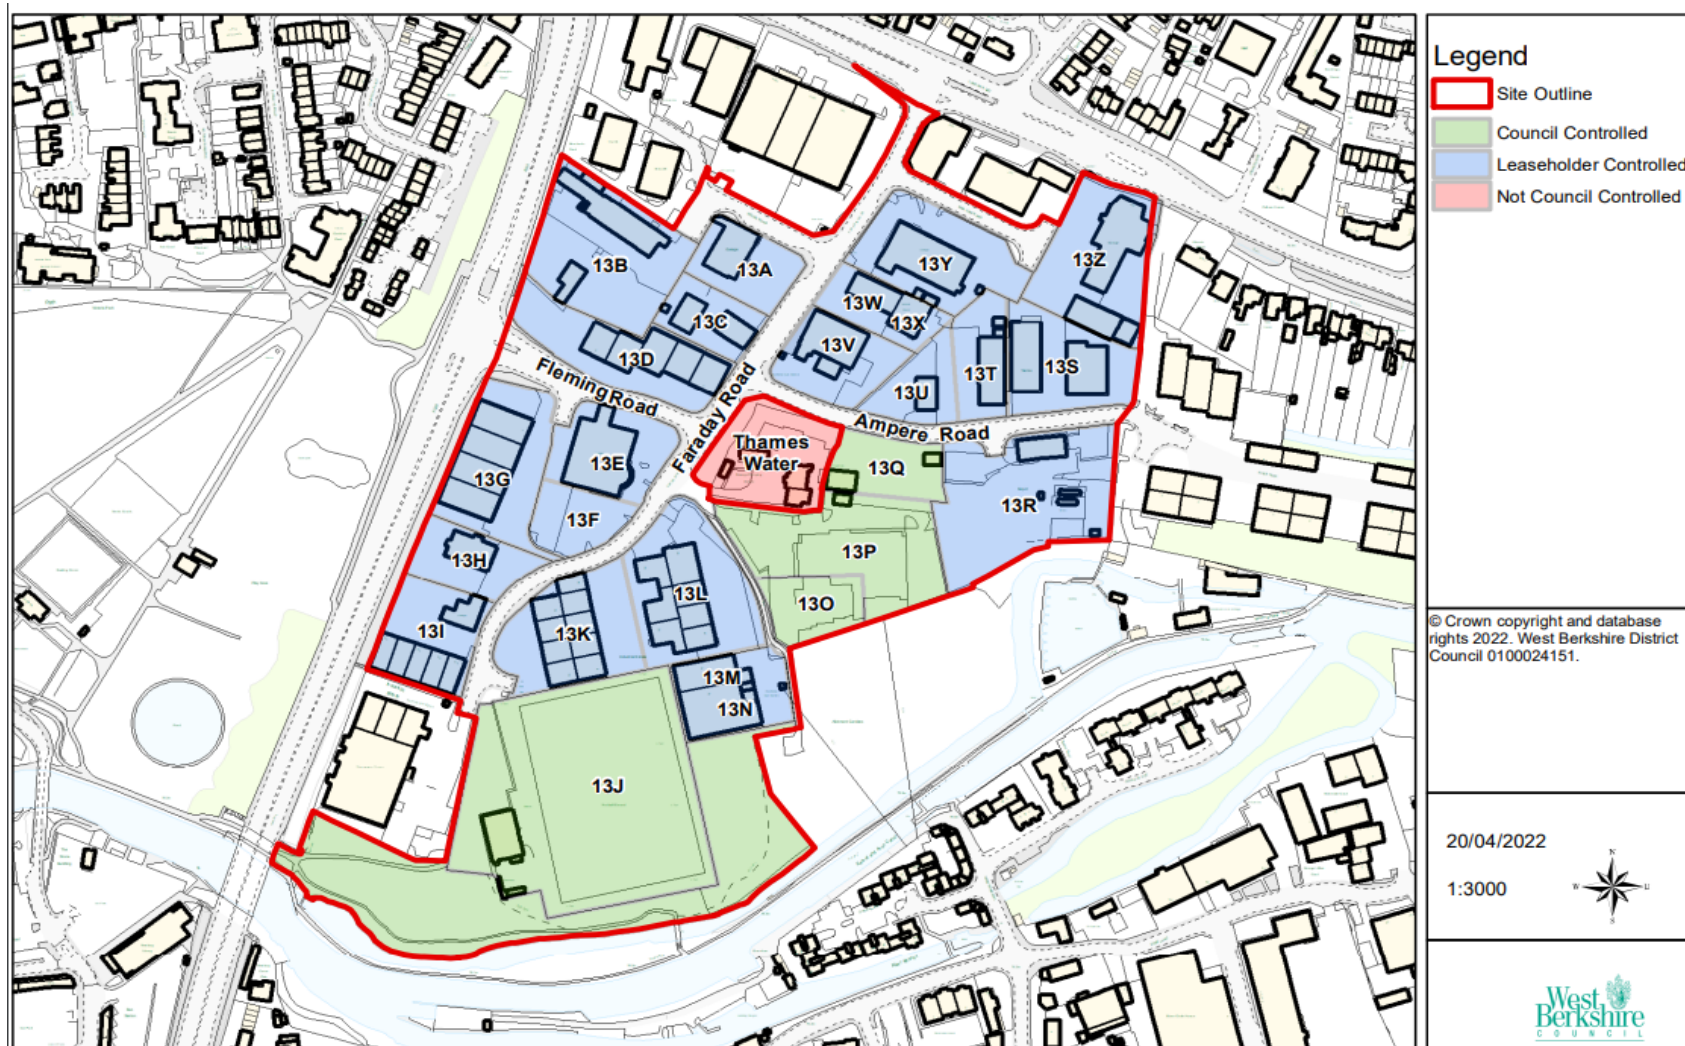 Legend
Site Outline
Council Controlled
Leaseholder Controlled
Not Council Controlled
13B
13A
13Y
13Z
13W
13X
13C
13V
13D
13T
13S
13U
Fleming Road
Faraday Road
Ampere Road
Thames
Water
13E
13Q
13G
13R
13F
13P
13H
13L
13O
13I
13K
13M
13N
13J
© Crown copyright and database
rights 2022. West Berkshire District
Council 0100024151.
20/04/2022
1:3000
N
W
S
West
Berkshire
COUNCIL